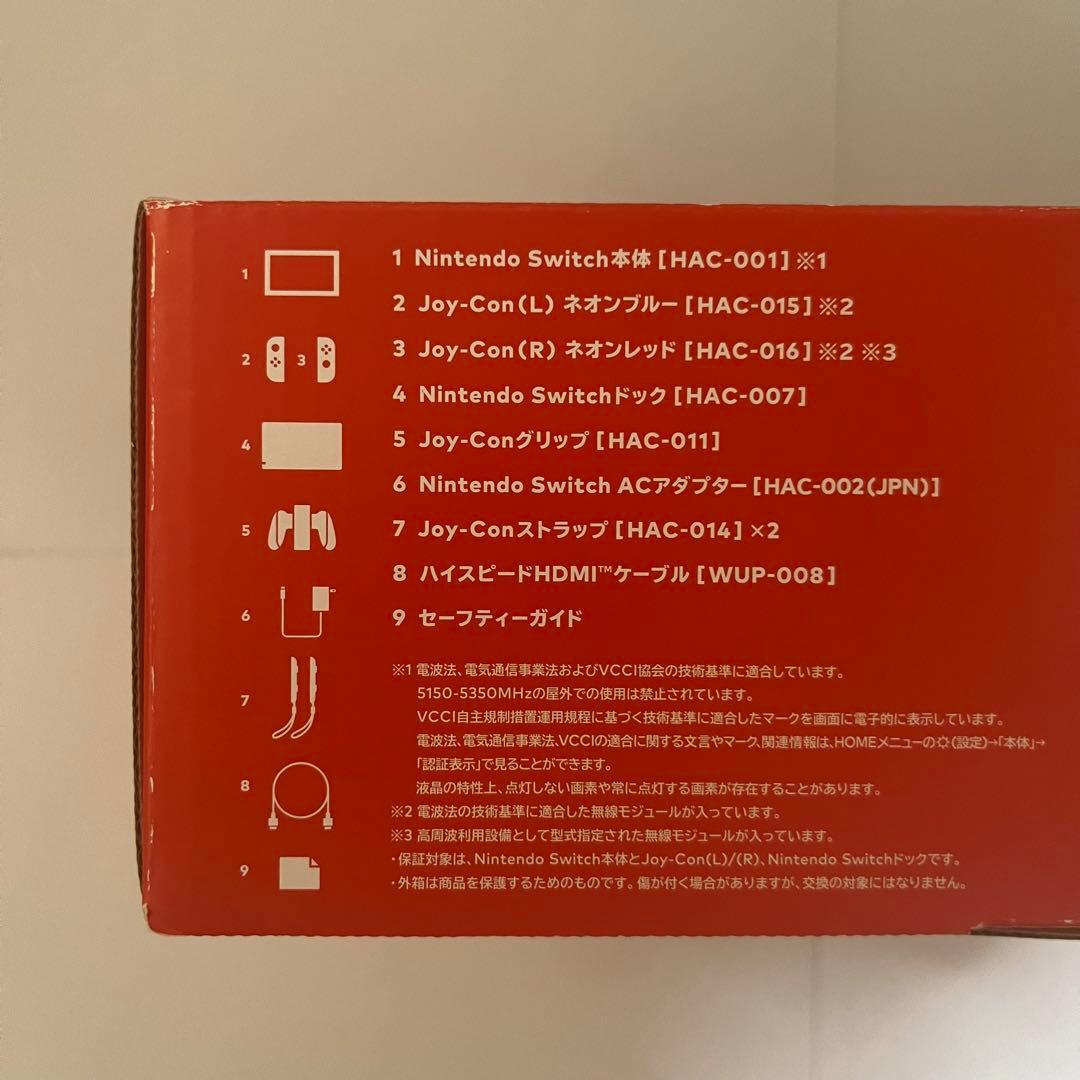 1
2
3
4
5
6
7
8
9
1 Nintendo Switch本体[HAC-001]※1
2 Joy-Con(L) ネオンブルー[HAC-015]※2
3 Joy-Con(R) ネオンレッド[HAC-016]※2 ※3
4 Nintendo Switchドック[HAC-007]
5 Joy-Conグリップ[HAC-011]
6 Nintendo Switch ACアダプター[HAC-002(JPN)]
7 Joy-Conストラップ[HAC-014]×2
8 ハイスピードHDMI™ケーブル[WUP-008]
9 セーフティーガイド
※1 電波法、電気通信事業法およびVCCI協会の技術基準に適合しています。
5150-5350MHzの屋外での使用は禁止されています。
VCCI自主規制措置運用規程に基づく技術基準に適合したマークを画面に電子的に表示しています。
電波法、電気通信事業法、VCCIの適合に関する文言やマーク、関連情報は、HOMEメニューの(設定)→「本体」→
「認証表示」で見ることができます。
液晶の特性上、点灯しない画素や常に点灯する画素が存在することがあります。
※2 電波法の技術基準に適合した無線モジュールが入っています。
※3 高周波利用設備として型式指定された無線モジュールが入っています。
・保証対象は、Nintendo Switch本体とJoy-Con(L)/(R)、Nintendo Switchドックです。
・外箱は商品を保護するためのものです。傷が付く場合がありますが、交換の対象にはなりません。